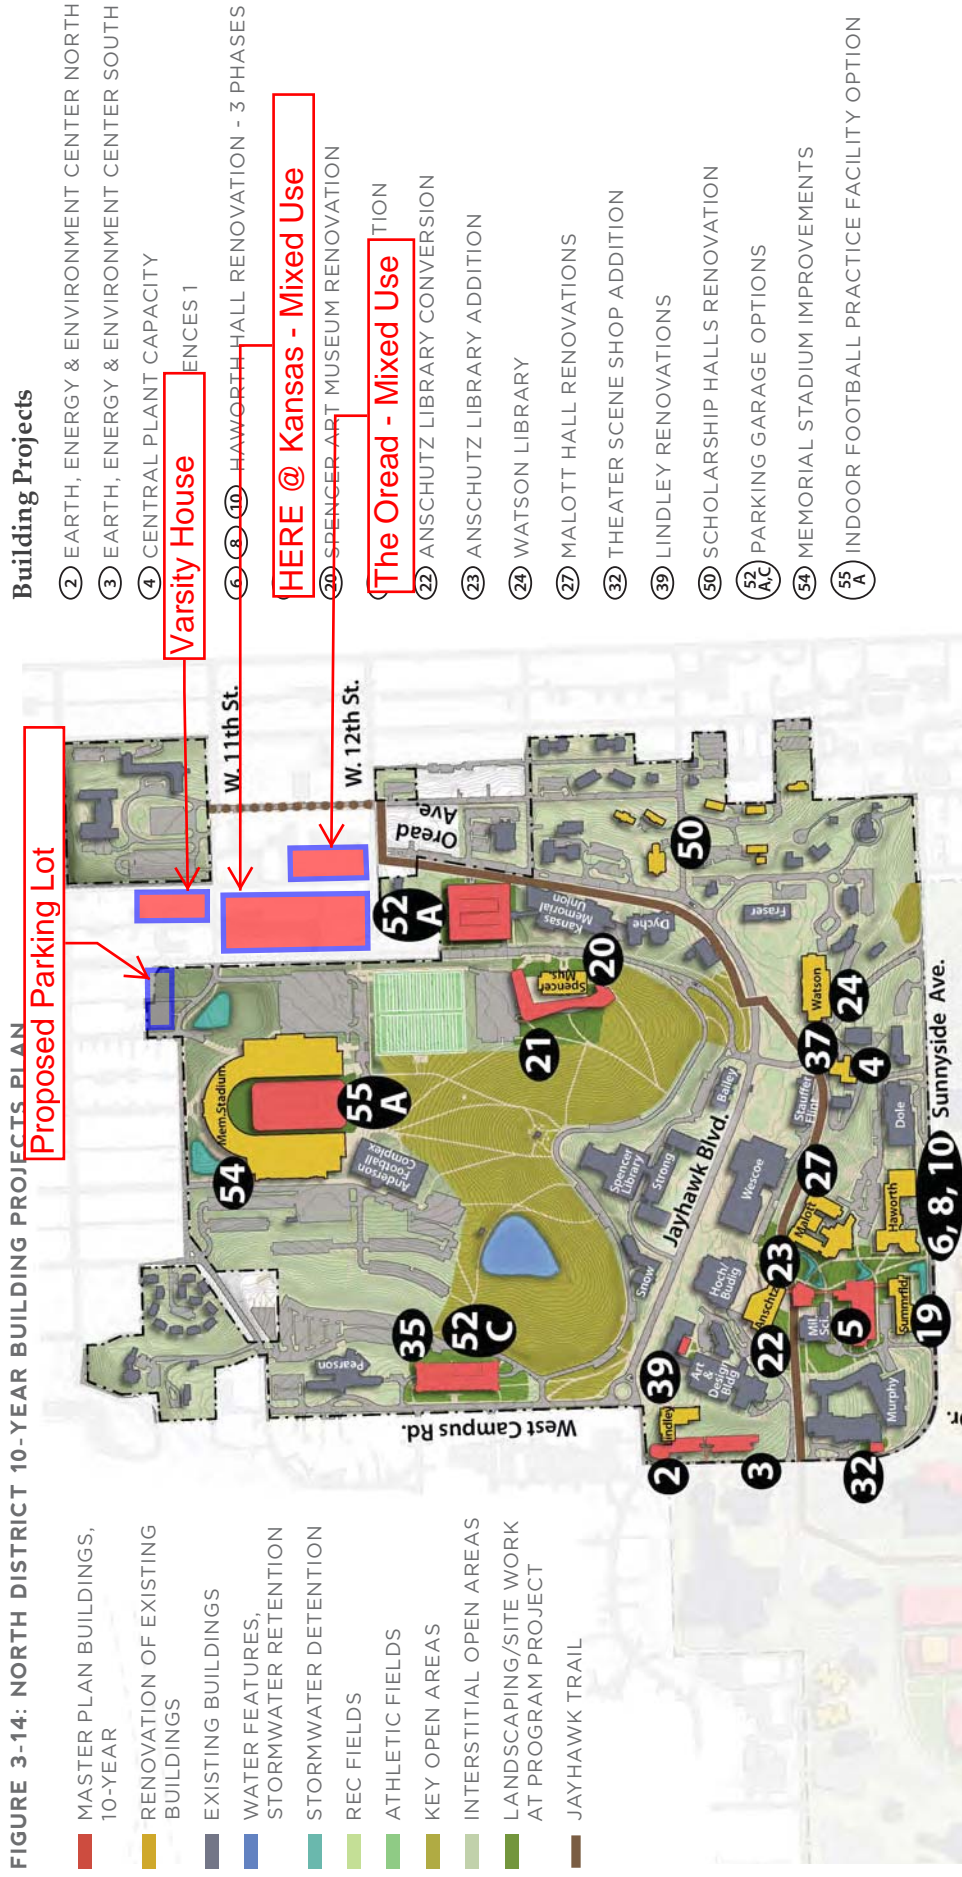 FIGURE 3-14: NORTH DISTRICT 10-YEAR BUILDING PROJECTS PLAN
MASTER PLAN BUILDINGS,
10-YEAR
RENOVATION OF EXISTING
BUILDINGS
EXISTING BUILDINGS
WATER FEATURES,
STORMWATER RETENTION
STORMWATER DETENTION
REC FIELDS
ATHLETIC FIELDS
KEY OPEN AREAS
INTERSTITIAL OPEN AREAS
LANDSCAPING/SITE WORK
AT PROGRAM PROJECT
JAYHAWK TRAIL
Proposed Parking Lot
Varsity House
HERE @ Kansas - Mixed Use
The Oread - Mixed Use
W. 11th St.
W. 12th St.
Oread
Ave
West Campus Rd.
Jayhawk Blvd.
Sunnyside Ave.
Mem.Stadium
54
55
A
Anderson
Football
Complex
52
A
Kansas
Memorial
Union
Dyche
Spencer
Mus.
20
21
50
Fraser
Watson
24
37
4
Stauffer
Flint
Dole
Bailey
Spencer
Library
Strong
Wescoe
Snow
Hoch/
Budig
27
Malott
Haworth
6, 8, 10
23
Anschtz
22
Mil.
Sci.
5
Summrfld
19
Art
&
Design
Bldg
39
Lindley
2
3
Murphy
32
Pearson
35
52
C
Building Projects
2 EARTH, ENERGY & ENVIRONMENT CENTER NORTH
3 EARTH, ENERGY & ENVIRONMENT CENTER SOUTH
4 CENTRAL PLANT CAPACITY
ENCES 1
6 8 10 HAWORTH HALL RENOVATION - 3 PHASES
20 SPENCER ART MUSEUM RENOVATION
TION
22 ANSCHUTZ LIBRARY CONVERSION
23 ANSCHUTZ LIBRARY ADDITION
24 WATSON LIBRARY
27 MALOTT HALL RENOVATIONS
32 THEATER SCENE SHOP ADDITION
39 LINDLEY RENOVATIONS
50 SCHOLARSHIP HALLS RENOVATION
52 A,C PARKING GARAGE OPTIONS
54 MEMORIAL STADIUM IMPROVEMENTS
55 A INDOOR FOOTBALL PRACTICE FACILITY OPTION